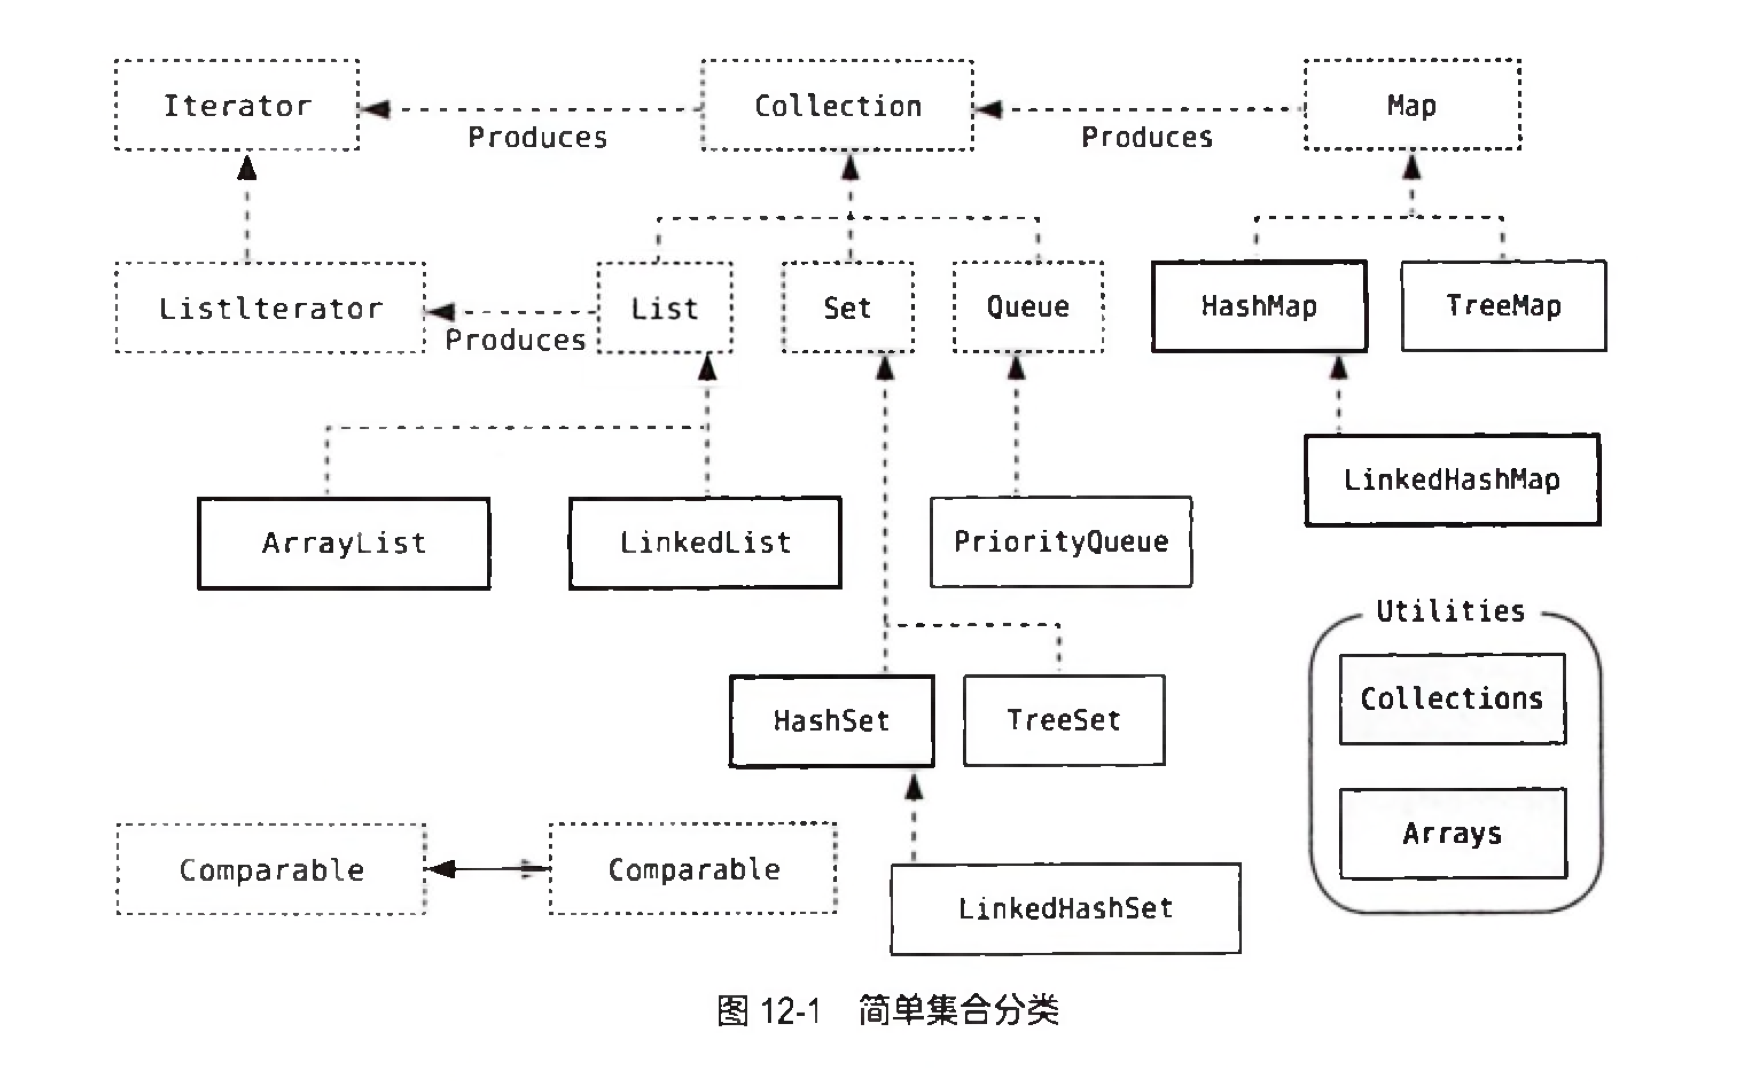 Iterator
Collection
Map
Produces
Produces
Listlterator
List
Set
Queue
HashMap
TreeMap
Produces
LinkedHashMap
ArrayList
LinkedList
PriorityQueue
Utilities
Collections
HashSet
TreeSet
Arrays
Comparable
Comparable
LinkedHashSet
图 12-1 简单集合分类